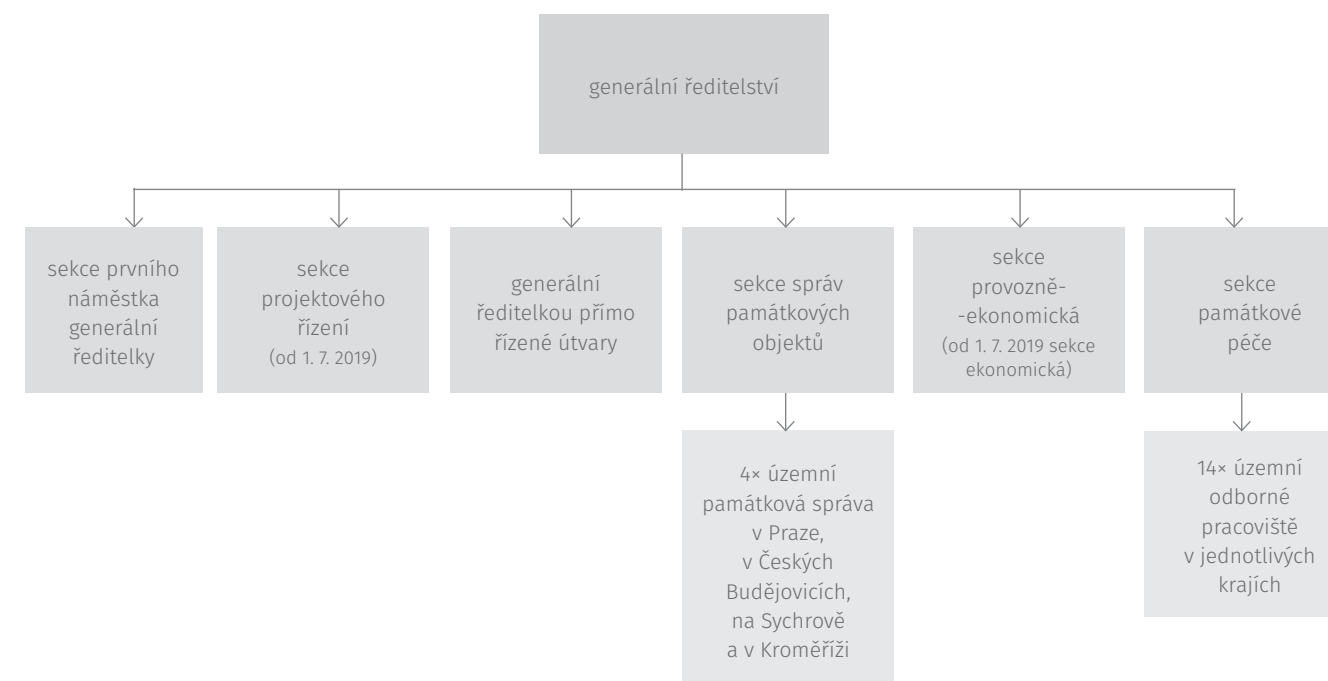 generální ředitelství
sekce prvního
náměstka
generální
ředitelky
sekce
projektového
řízení
(od 1. 7. 2019)
generální
ředitelkou přímo
řízené útvary
sekce správ
památkových
objektů
sekce
provozně-
-ekonomická
(od 1. 7. 2019 sekce
ekonomická)
sekce
památkové
péče
4× územní
památková správa
v Praze,
v Českých
Budějovicích,
na Sychrově
a v Kroměříži
14× územní
odborné
pracoviště
v jednotlivých
krajích